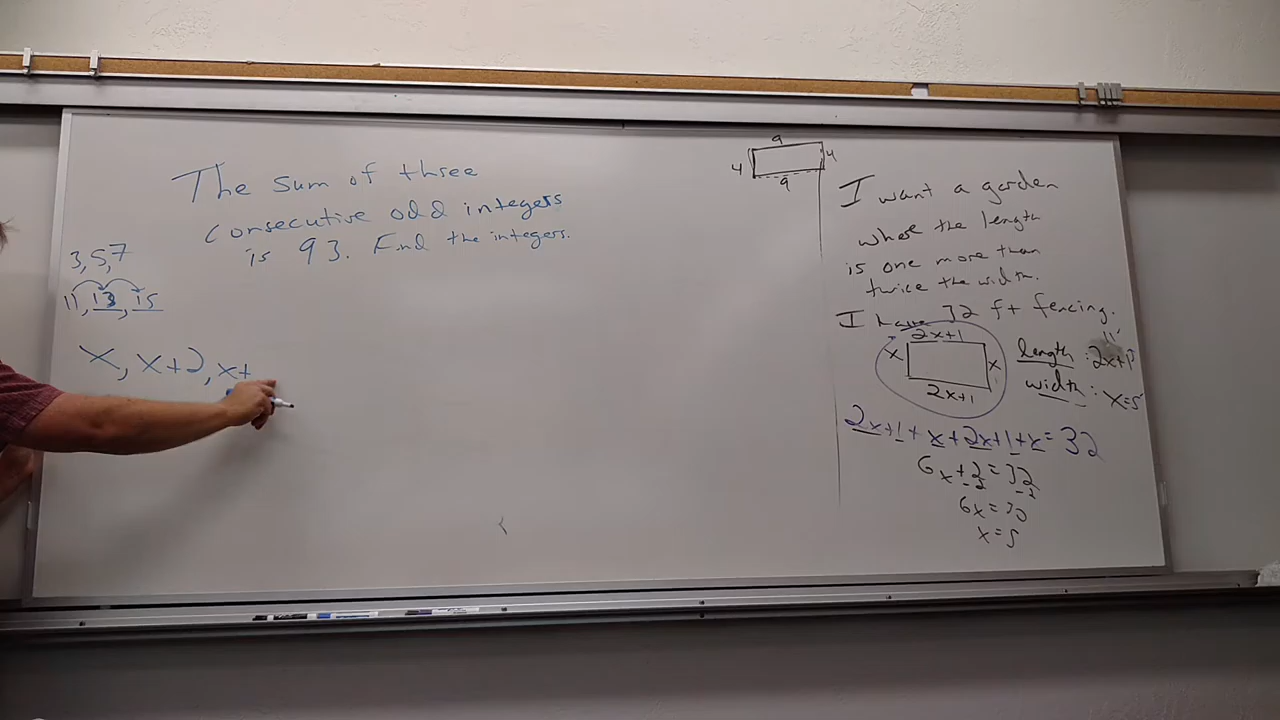 The sum of three
consecutive odd integers
is 93. Find the integers.
3,5,7
11, 13, 15
x, x+2, x+
9
4
4
9
I want a garden
where the length
is one more than
twice the width.
I have 32 ft fencing.
2x+1
x
x
2x+1
length : 2x+1
11'
width : x=5
2x+1 + x+2x+1+x= 32
6x+2=32
-2 -2
6x=30
x=5